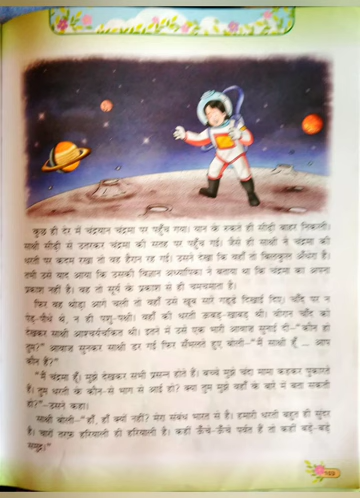 कुछ ही देर में चंद्रयान चंद्रमा पर पहुँच गया। यान के रुकते ही सीढ़ी बाहर निकली।
साक्षी सीढ़ी से उतरकर चंद्रमा की सतह पर पहुँच गई। जैसे ही साक्षी ने चंद्रमा की
धरती पर कदम रखा तो वह हैरान रह गई। उसने देखा कि वहाँ तो बिलकुल अँधेरा है।
तभी उसे याद आया कि उसकी विज्ञान अध्यापिका ने बताया था कि चंद्रमा का अपना
प्रकाश नहीं है। वह तो सूर्य के प्रकाश से ही चमचमाता है।
फिर वह थोड़ा आगे चली तो वहाँ उसे खूब सारे गड्ढे दिखाई दिए। चाँद पर न
पेड़-पौधे थे, न ही पशु-पक्षी। वहाँ की धरती ऊबड़-खाबड़ थी। वीरान चाँद को
देखकर साक्षी आश्चर्यचकित थी। इतने में उसे एक भारी आवाज़ सुनाई दी–“कौन हो
तुम?” आवाज़ सुनकर साक्षी डर गई फिर सँभलते हुए बोली–“मैं साक्षी हूँ ... आप
कौन हैं?”
“मैं चंद्रमा हूँ। मुझे देखकर सभी प्रसन्न होते हैं। बच्चे मुझे चंदा मामा कहकर पुकारते
हैं। तुम धरती के कौन-से भाग से आई हो? क्या तुम मुझे वहाँ के बारे में बता सकती
हो?”–उसने कहा।
साक्षी बोली–“हाँ, हाँ क्यों नहीं? मेरा संबंध भारत से है। हमारी धरती बहुत ही सुंदर
है। चारों तरफ़ हरियाली ही हरियाली है। कहीं ऊँचे-ऊँचे पर्वत हैं तो कहीं बड़े-बड़े
समुद्र।”